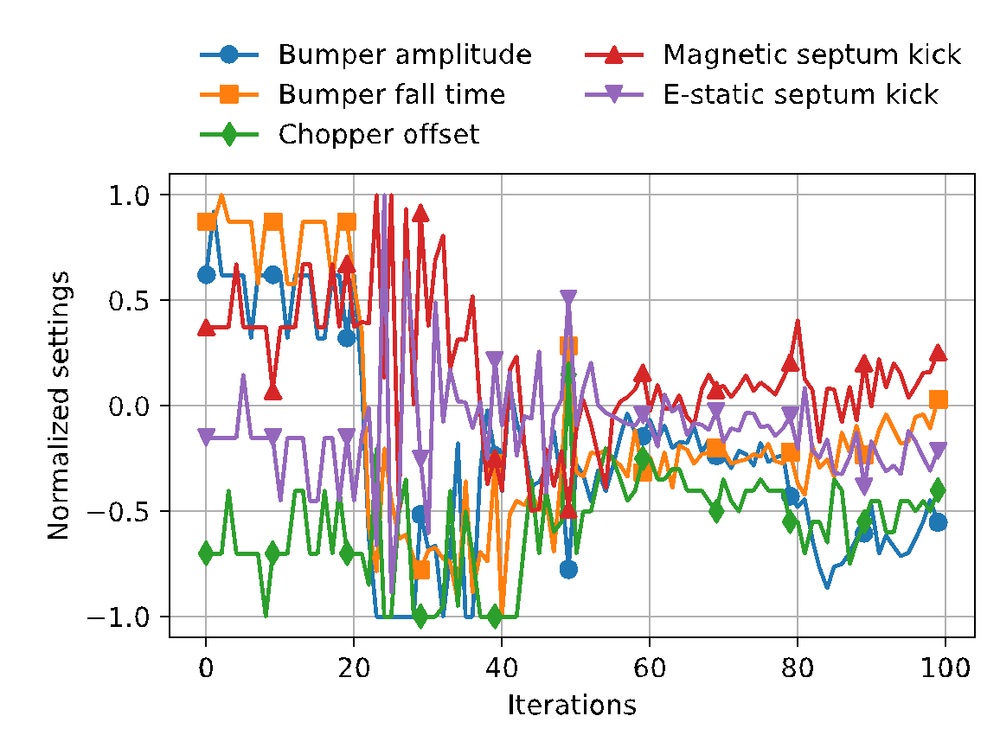 Bumper amplitude
Bumper fall time
Chopper offset
Magnetic septum kick
E-static septum kick
1.0
0.5
0.0
−0.5
−1.0
Normalized settings
0 20 40 60 80 100
Iterations